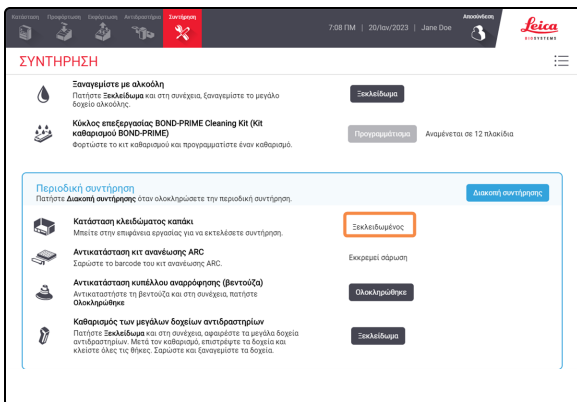 Κατάσταση Προφόρτωση Εκφόρτωση Αντιδραστήρια Συντήρηση
7:08 ΠΜ | 20/Ιαν/2023 | Jane Doe
Αποσύνδεση
Leica
BIOSYSTEMS
ΣΥΝΤΗΡΗΣΗ
Ξαναγεμίστε με αλκοόλη
Πατήστε Ξεκλείδωμα και στη συνέχεια, ξαναγεμίστε το μεγάλο
δοχείο αλκοόλης.
Ξεκλείδωμα
Κύκλος επεξεργασίας BOND-PRIME Cleaning Kit (Kit
καθαρισμού BOND-PRIME)
Φορτώστε το κιτ καθαρισμού και προγραμματίστε έναν καθαρισμό.
Προγραμμάτισμα
Αναμένεται σε 12 πλακίδια
Περιοδική συντήρηση
Πατήστε Διακοπή συντήρησης όταν ολοκληρώσετε την περιοδική συντήρηση.
Διακοπή συντήρησης
Κατάσταση κλειδώματος καπάκι
Μπείτε στην επιφάνεια εργασίας για να εκτελέσετε συντήρηση.
Ξεκλειδωμένος
Αντικατάσταση κιτ ανανέωσης ARC
Σαρώστε το barcode του κιτ ανανέωσης ARC.
Εκκρεμεί σάρωση
Αντικατάσταση κυπέλλου αναρρόφησης (βεντούζα)
Αντικαταστήστε τη βεντούζα και στη συνέχεια, πατήστε
Ολοκληρώθηκε
Ολοκληρώθηκε
Καθαρισμός των μεγάλων δοχείων αντιδραστηρίων
Πατήστε Ξεκλείδωμα και στη συνέχεια, αφαιρέστε τα μεγάλα δοχεία
αντιδραστηρίων. Μετά τον καθαρισμό, επιστρέψτε τα δοχεία και
κλείστε όλες τις θήκες. Σαρώστε και ξαναγεμίστε τα δοχεία.
Ξεκλείδωμα